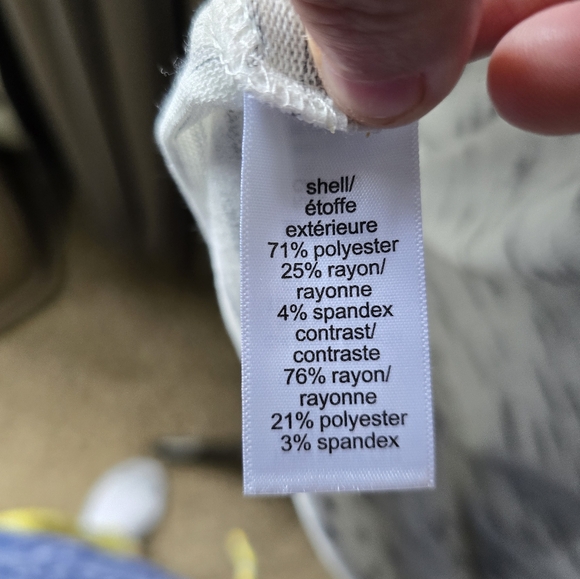 shell/
étoffe
extérieure
71% polyester
25% rayon/
rayonne
4% spandex
contrast/
contraste
76% rayon/
rayonne
21% polyester
3% spandex